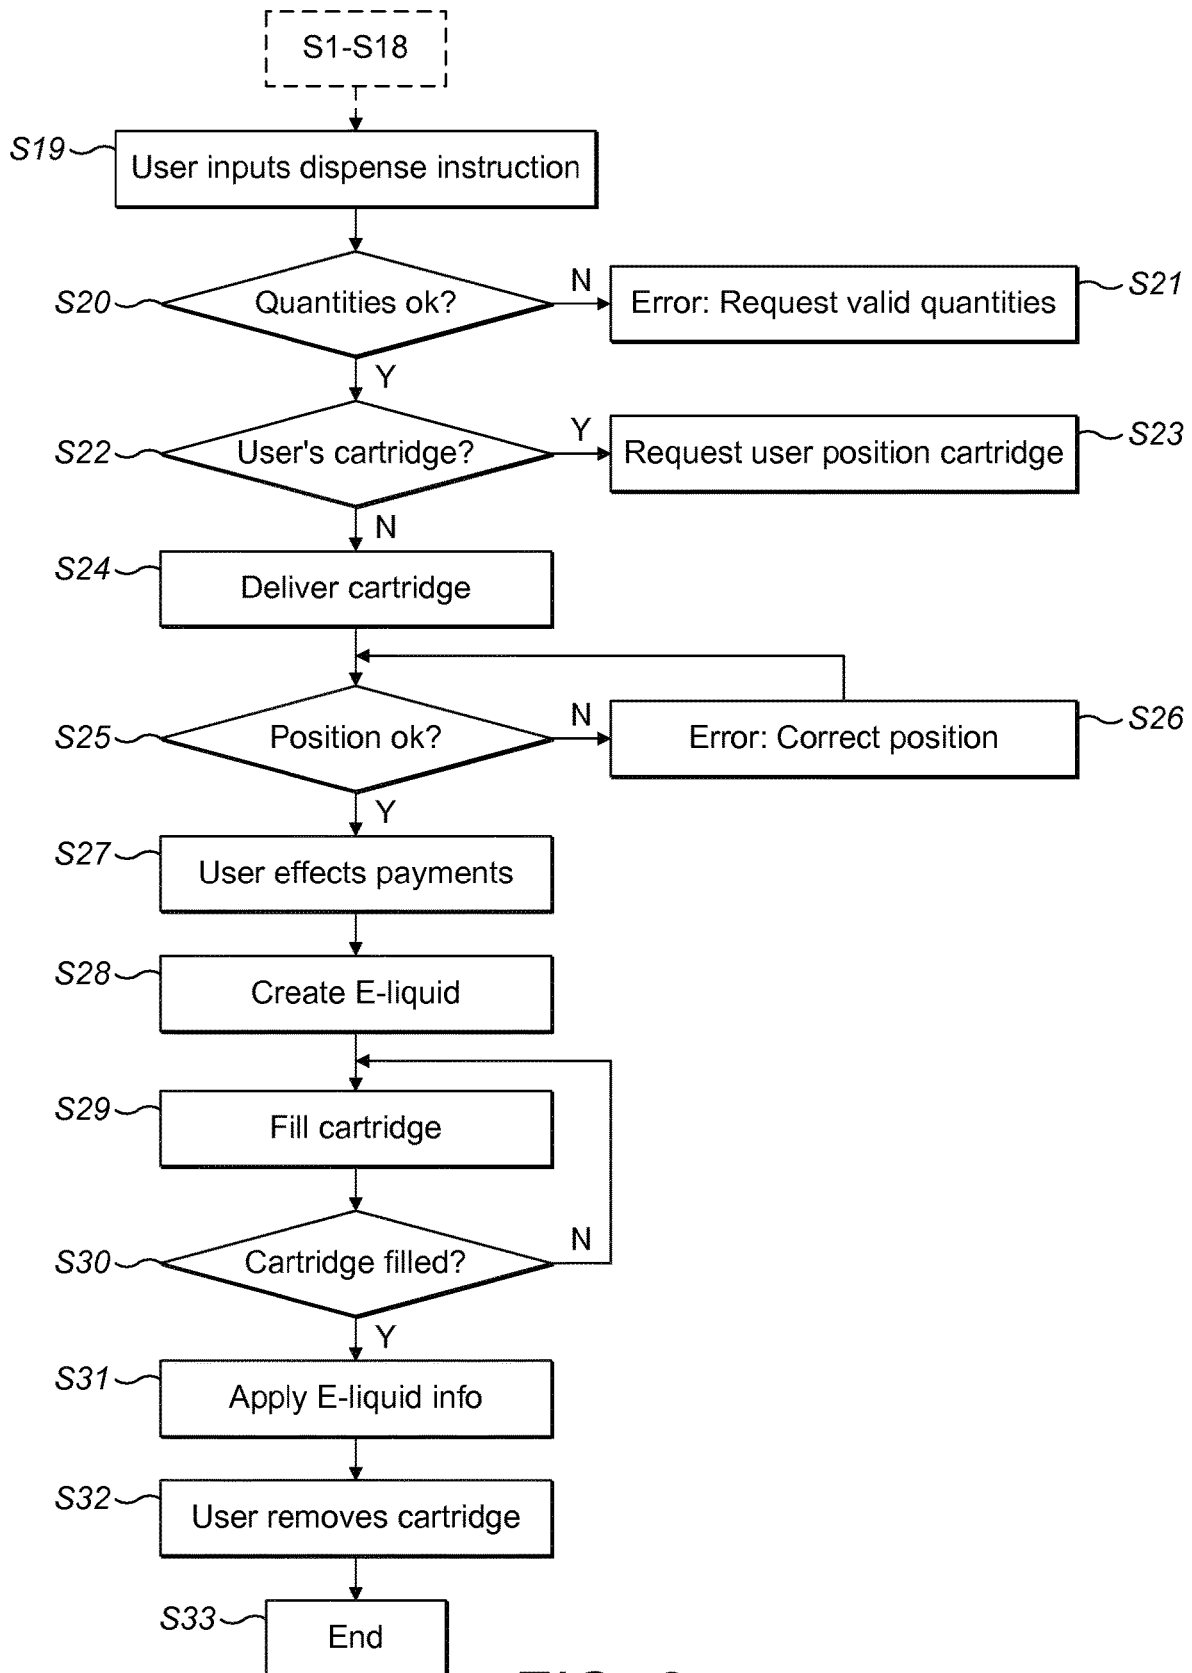 S1-S18
S19
User inputs dispense instruction
S20
Quantities ok?
N
Error: Request valid quantities
S21
Y
S22
User's cartridge?
Y
Request user position cartridge
S23
N
S24
Deliver cartridge
S25
Position ok?
N
Error: Correct position
S26
Y
S27
User effects payments
S28
Create E-liquid
S29
Fill cartridge
S30
Cartridge filled?
N
Y
S31
Apply E-liquid info
S32
User removes cartridge
S33
End